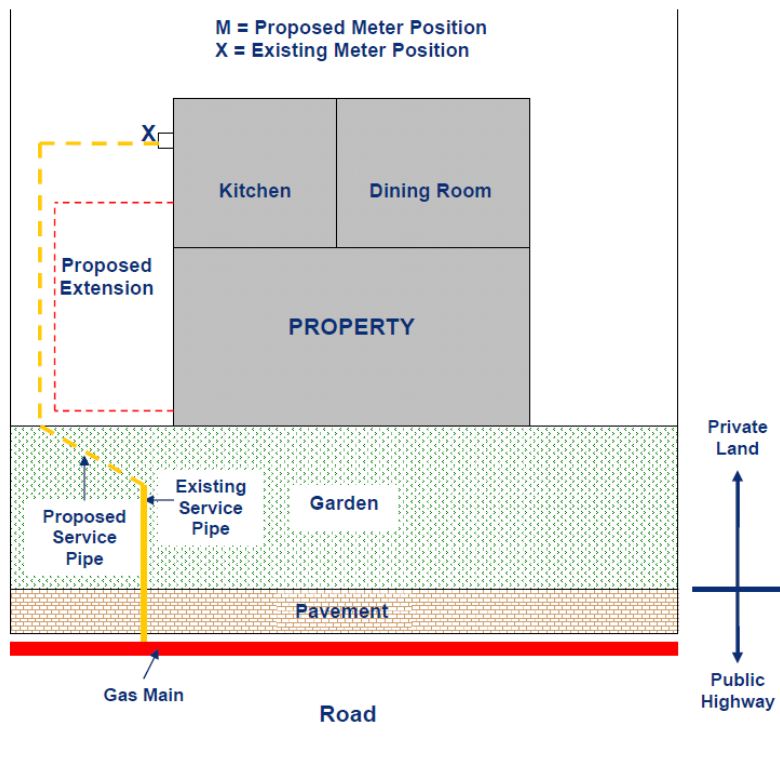 M = Proposed Meter Position
X = Existing Meter Position
X
Kitchen
Dining Room
Proposed
Extension
PROPERTY
Private
Land
Existing
Service
Pipe
Garden
Proposed
Service
Pipe
Pavement
Gas Main
Road
Public
Highway